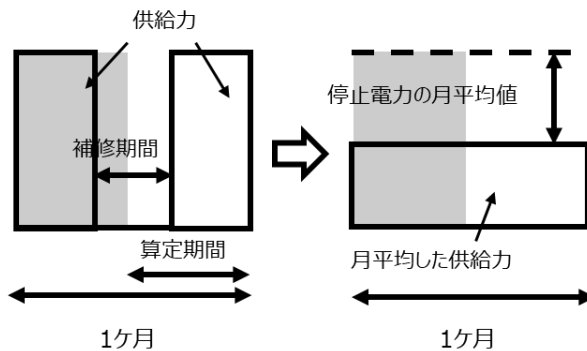 供給力
補修期間
算定期間
1ケ月
停止電力の月平均値
月平均した供給力
1ケ月